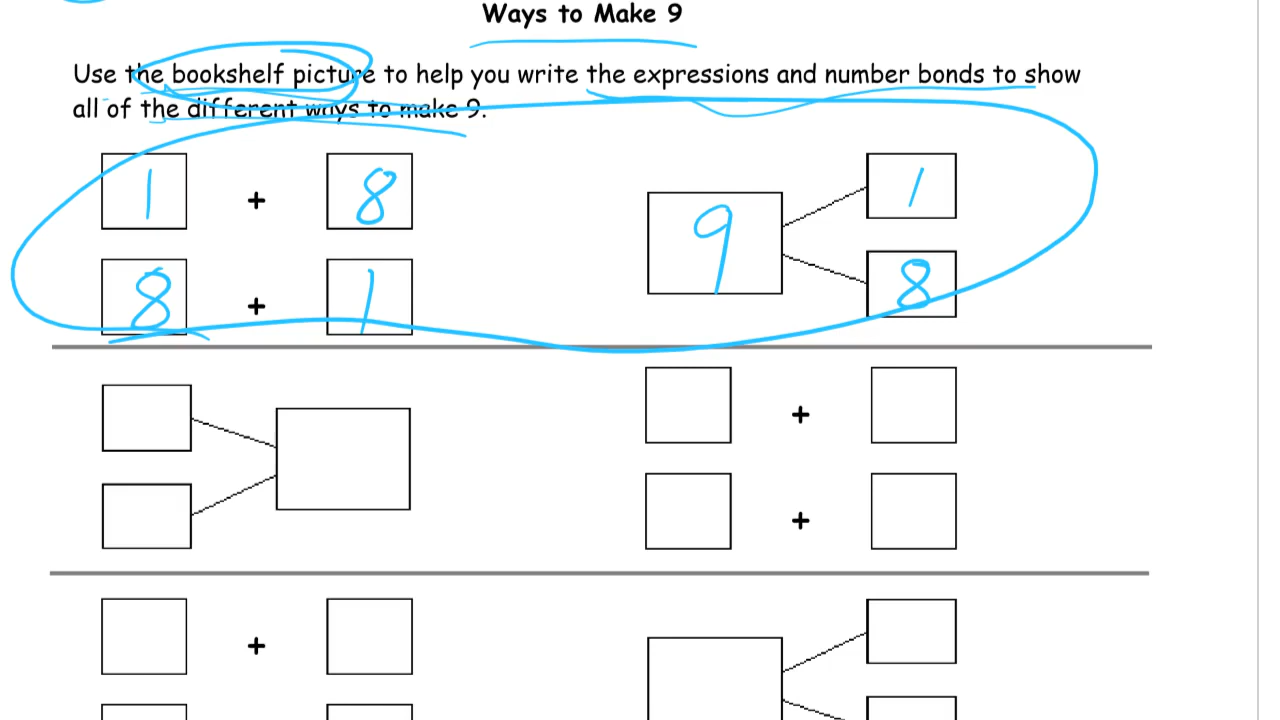 Ways to Make 9
Use the bookshelf picture to help you write the expressions and number bonds to show
all of the different ways to make 9.
1 + 8
8 + 1
9
1
8
+
+
+